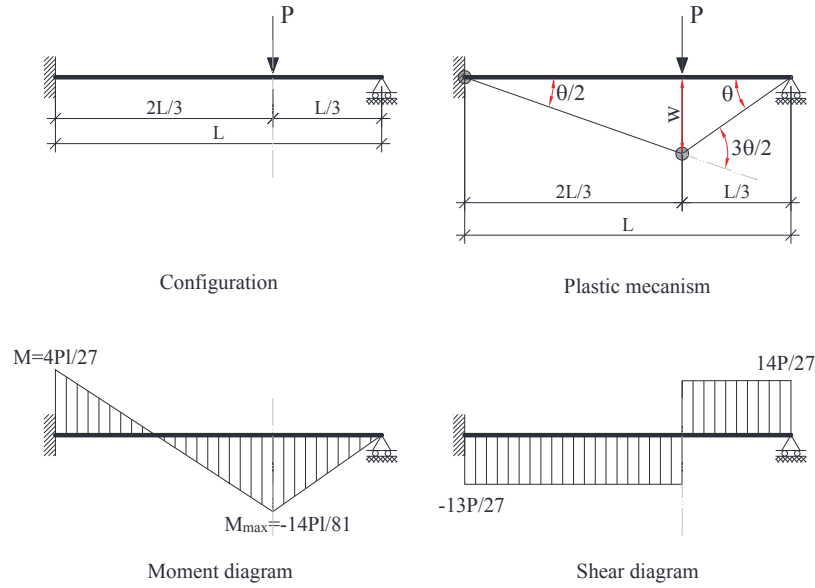 P
2L/3
L/3
L
Configuration
P
θ/2
w
θ
3θ/2
2L/3
L/3
L
Plastic mecanism
M=4Pl/27
Mmax=-14Pl/81
Moment diagram
14P/27
-13P/27
Shear diagram